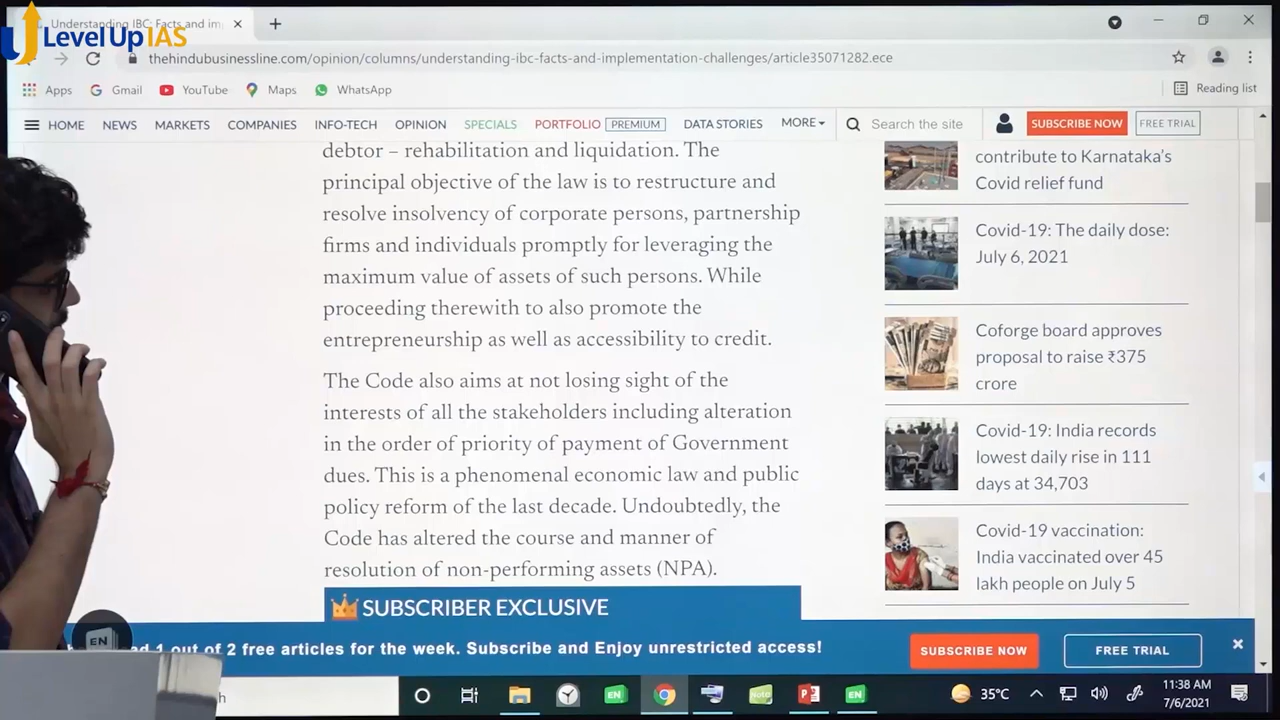 Understanding IBC: Facts and im
LevelUp IAS
thehindubusinessline.com/opinion/columns/understanding-ibc-facts-and-implementation-challenges/article35071282.ece
Apps Gmail YouTube Maps WhatsApp Reading list
HOME NEWS MARKETS COMPANIES INFO-TECH OPINION SPECIALS PORTFOLIO PREMIUM DATA STORIES MORE Search the site SUBSCRIBE NOW FREE TRIAL
debtor – rehabilitation and liquidation. The
principal objective of the law is to restructure and
resolve insolvency of corporate persons, partnership
firms and individuals promptly for leveraging the
maximum value of assets of such persons. While
proceeding therewith to also promote the
entrepreneurship as well as accessibility to credit.
The Code also aims at not losing sight of the
interests of all the stakeholders including alteration
in the order of priority of payment of Government
dues. This is a phenomenal economic law and public
policy reform of the last decade. Undoubtedly, the
Code has altered the course and manner of
resolution of non-performing assets (NPA).
SUBSCRIBER EXCLUSIVE
contribute to Karnataka's
Covid relief fund
Covid-19: The daily dose:
July 6, 2021
Coforge board approves
proposal to raise ₹375
crore
Covid-19: India records
lowest daily rise in 111
days at 34,703
Covid-19 vaccination:
India vaccinated over 45
lakh people on July 5
EN
1 out of 2 free articles for the week. Subscribe and Enjoy unrestricted access!
SUBSCRIBE NOW FREE TRIAL
EN Note EN 35°C 11:38 AM
7/6/2021